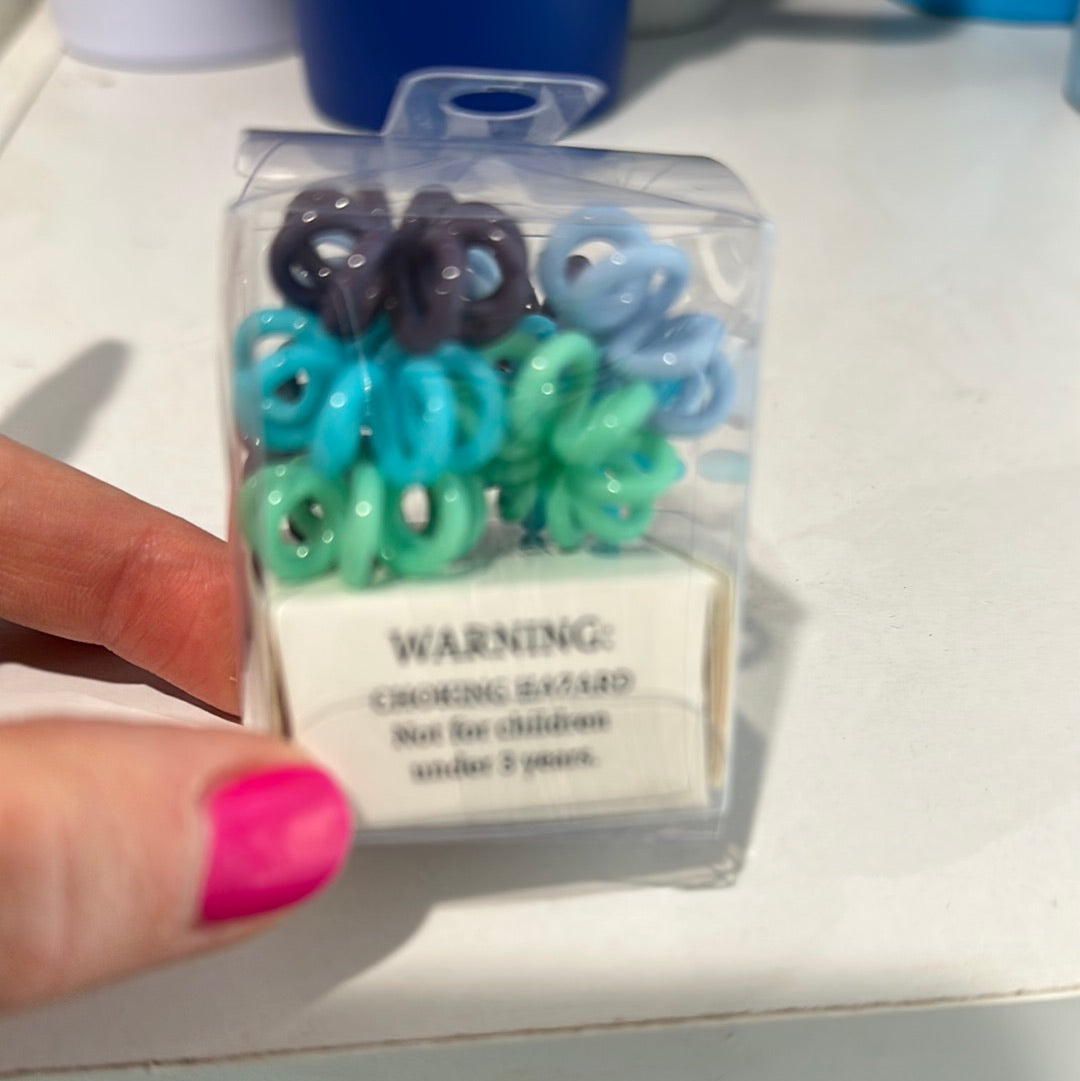 WARNING:
CHOKING HAZARD
Not for children
under 3 years.